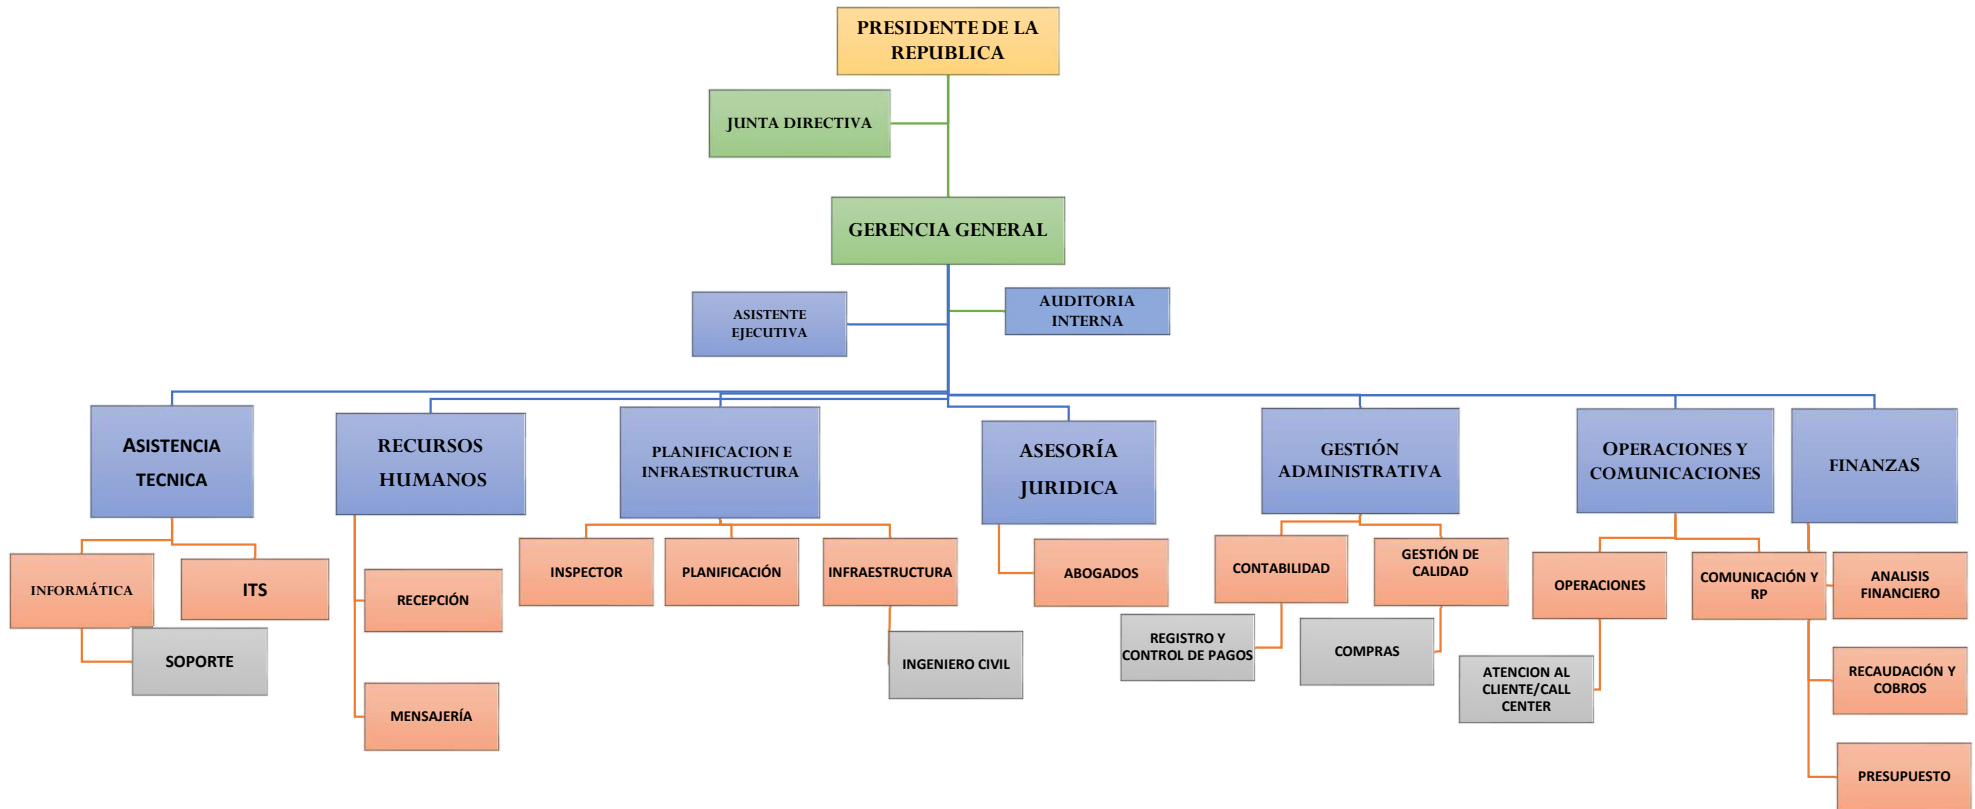 PRESIDENTE DE LA
REPUBLICA
JUNTA DIRECTIVA
GERENCIA GENERAL
ASISTENTE
EJECUTIVA
AUDITORIA
INTERNA
ASISTENCIA
TECNICA
RECURSOS
HUMANOS
PLANIFICACION E
INFRAESTRUCTURA
ASESORÍA
JURIDICA
GESTIÓN
ADMINISTRATIVA
OPERACIONES Y
COMUNICACIONES
FINANZAS
INFORMÁTICA
ITS
SOPORTE
RECEPCIÓN
MENSAJERÍA
INSPECTOR
PLANIFICACIÓN
INFRAESTRUCTURA
INGENIERO CIVIL
ABOGADOS
CONTABILIDAD
GESTIÓN DE
CALIDAD
REGISTRO Y
CONTROL DE PAGOS
COMPRAS
OPERACIONES
COMUNICACIÓN Y
RP
ATENCION AL
CLIENTE/CALL
CENTER
ANALISIS
FINANCIERO
RECAUDACIÓN Y
COBROS
PRESUPUESTO